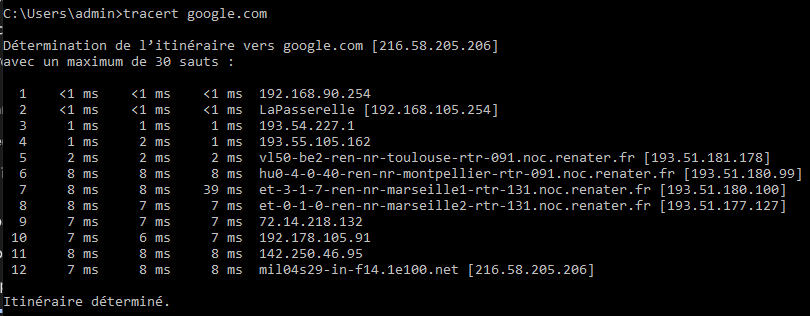 C:\Users\admin>tracert google.com
Détermination de l’itinéraire vers google.com [216.58.205.206]
avec un maximum de 30 sauts :
1 <1 ms <1 ms <1 ms 192.168.90.254
2 <1 ms <1 ms <1 ms LaPasserelle [192.168.105.254]
3 1 ms 1 ms 1 ms 193.54.227.1
4 1 ms 2 ms 1 ms 193.55.105.162
5 2 ms 2 ms 2 ms vl50-be2-ren-nr-toulouse-rtr-091.noc.renater.fr [193.51.181.178]
6 8 ms 8 ms 8 ms hu0-4-0-40-ren-nr-montpellier-rtr-091.noc.renater.fr [193.51.180.99]
7 8 ms 8 ms 39 ms et-3-1-7-ren-nr-marseille1-rtr-131.noc.renater.fr [193.51.180.100]
8 8 ms 7 ms 7 ms et-0-1-0-ren-nr-marseille2-rtr-131.noc.renater.fr [193.51.177.127]
9 7 ms 7 ms 7 ms 72.14.218.132
10 7 ms 6 ms 7 ms 192.178.105.91
11 8 ms 8 ms 8 ms 142.250.46.95
12 7 ms 8 ms 8 ms mil04s29-in-f14.1e100.net [216.58.205.206]
Itinéraire déterminé.